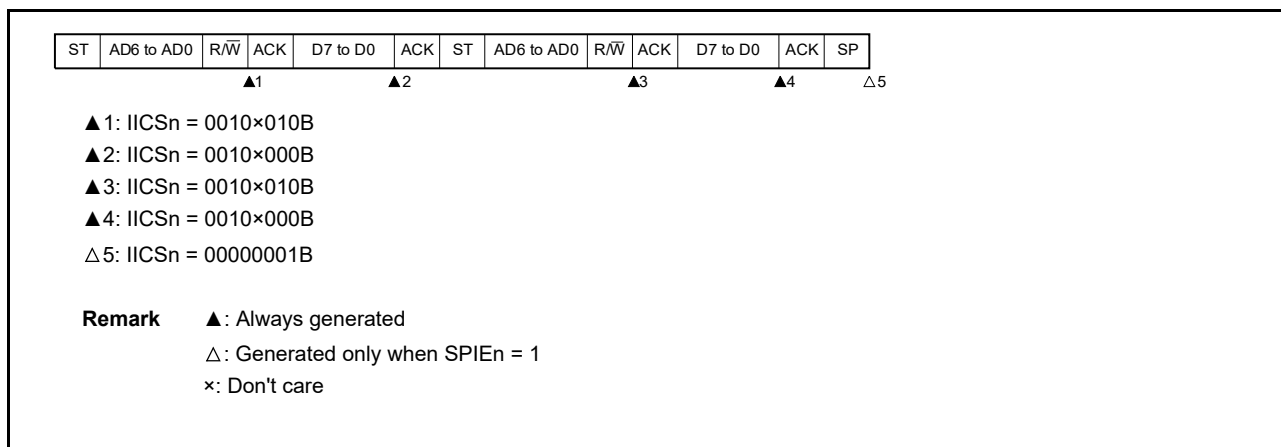 ST AD6 to AD0 R/W̅ ACK D7 to D0 ACK ST AD6 to AD0 R/W̅ ACK D7 to D0 ACK SP
▲1 ▲2 ▲3 ▲4 △5
▲1: IICSn = 0010×010B
▲2: IICSn = 0010×000B
▲3: IICSn = 0010×010B
▲4: IICSn = 0010×000B
△5: IICSn = 00000001B
Remark ▲: Always generated
△: Generated only when SPIEn = 1
×: Don't care